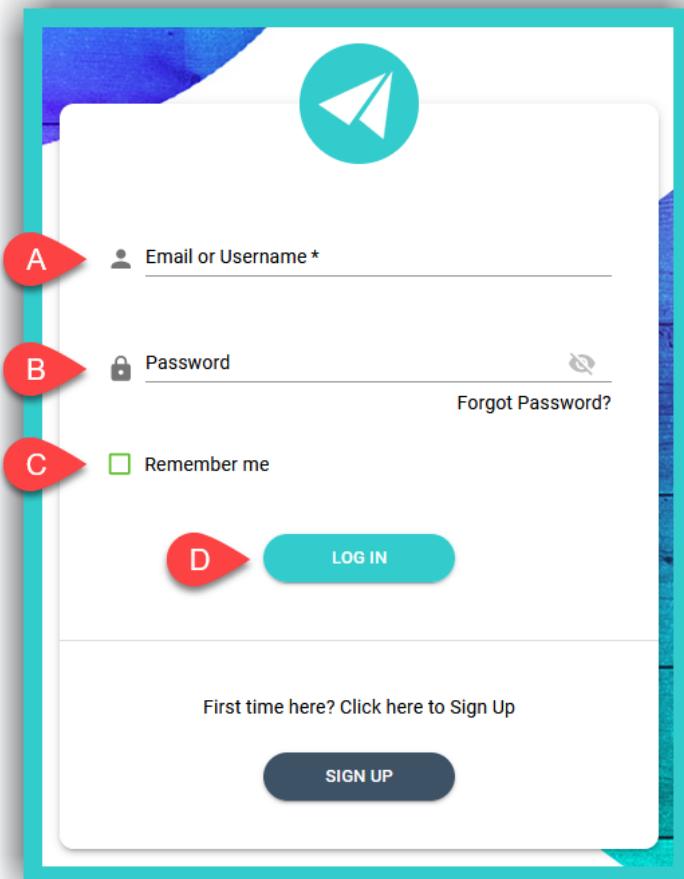 A
Email or Username *
B
Password
Forgot Password?
C
Remember me
D
LOG IN
First time here? Click here to Sign Up
SIGN UP